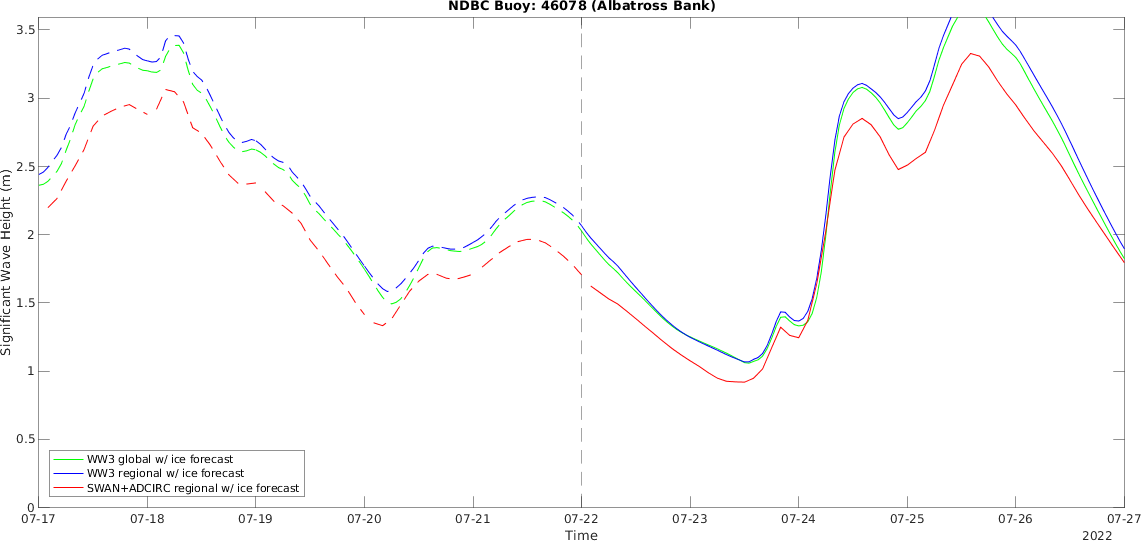 NDBC Buoy: 46078 (Albatross Bank)
Significant Wave Height (m)
3.5
3
2.5
2
1.5
1
0.5
0
WW3 global w/ ice forecast
WW3 regional w/ ice forecast
SWAN+ADCIRC regional w/ ice forecast
07-17 07-18 07-19 07-20 07-21 07-22 07-23 07-24 07-25 07-26 07-27
Time
2022